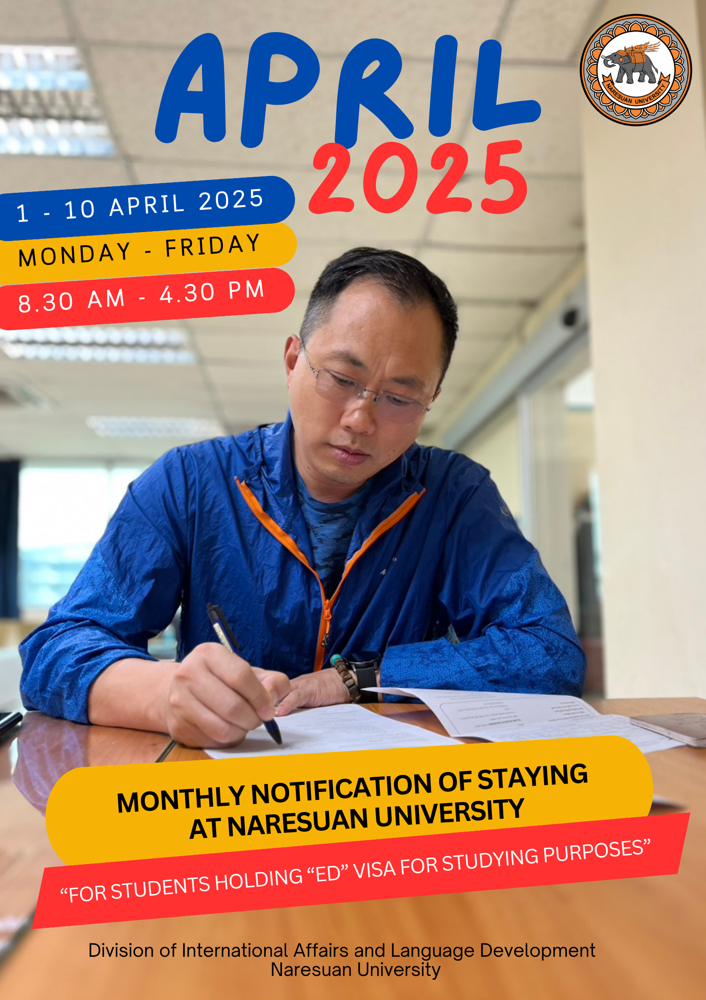 APRIL
2025
NARESUAN UNIVERSITY
1 - 10 APRIL 2025
MONDAY - FRIDAY
8.30 AM - 4.30 PM
MONTHLY NOTIFICATION OF STAYING
AT NARESUAN UNIVERSITY
“FOR STUDENTS HOLDING “ED” VISA FOR STUDYING PURPOSES”
Division of International Affairs and Language Development
Naresuan University